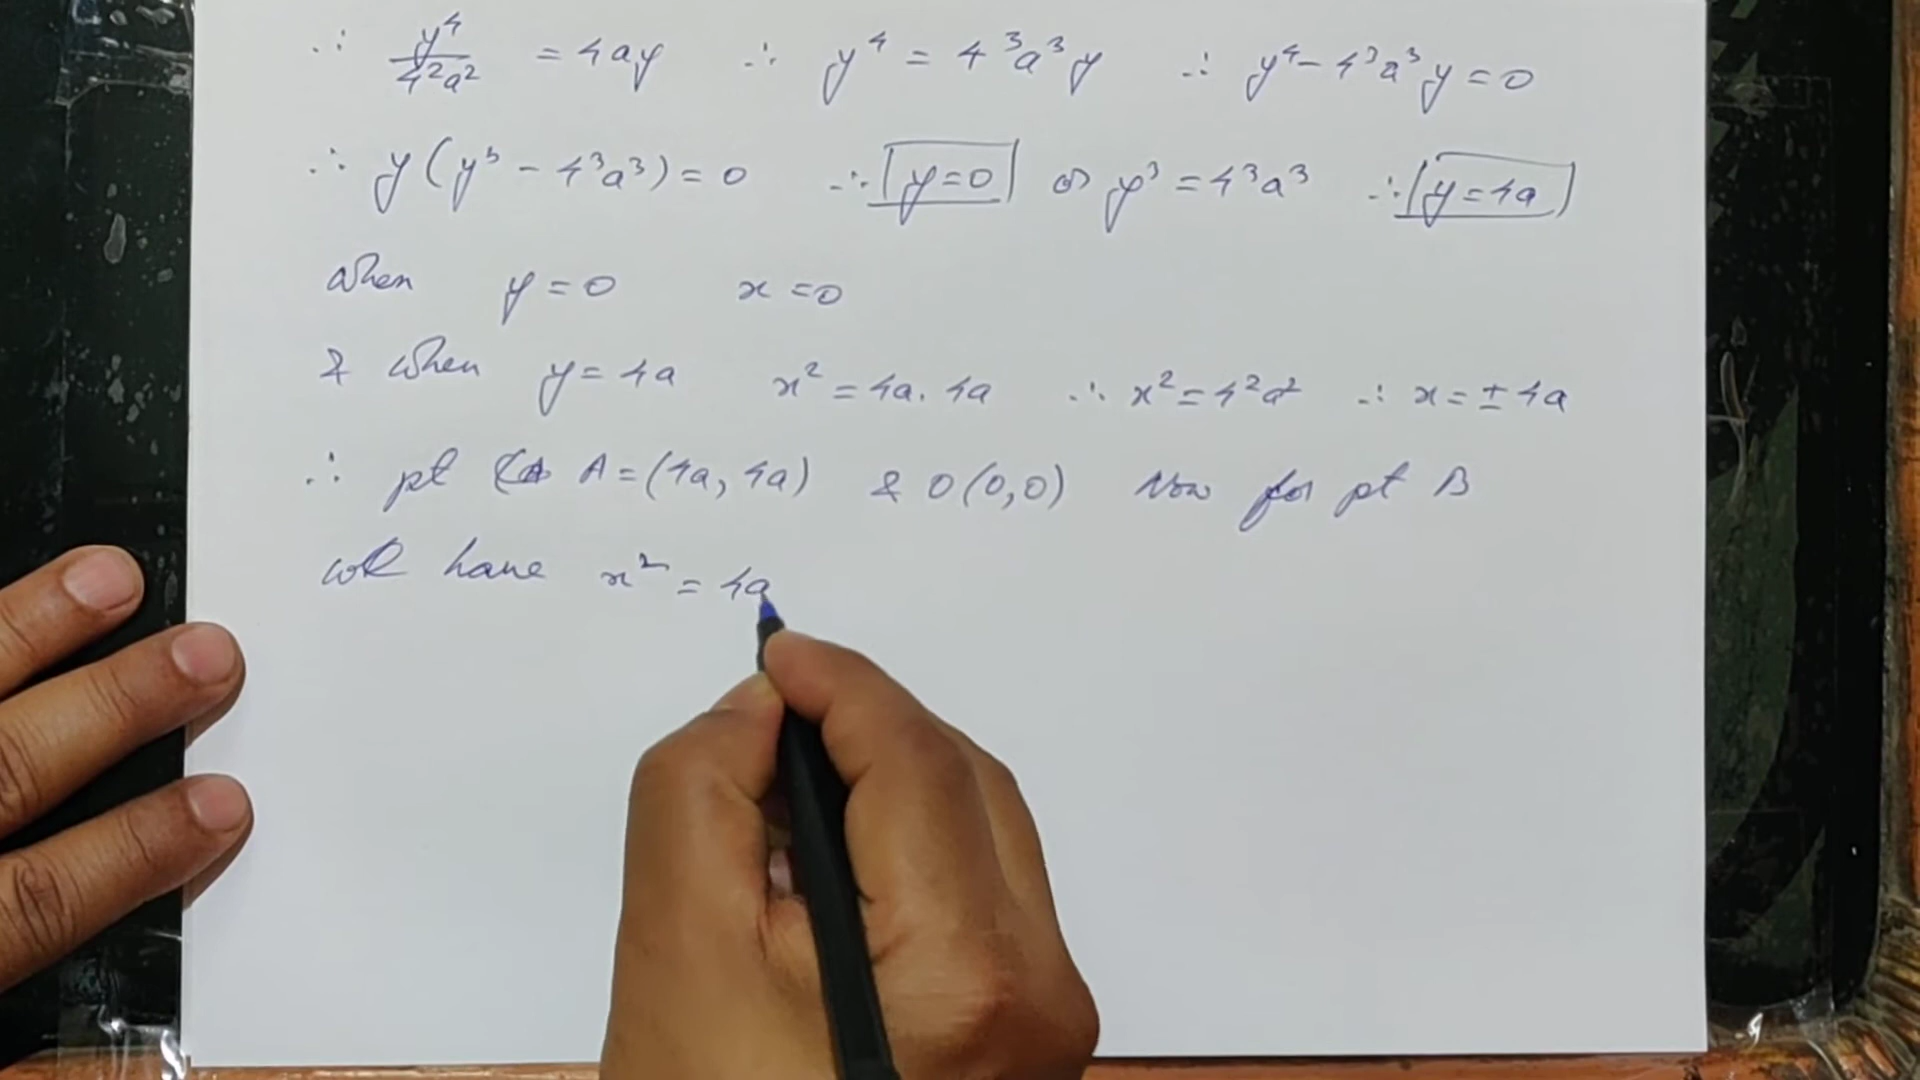 ∴ y⁴/4²a² = 4ay ∴ y⁴ = 4³a³y ∴ y⁴ - 4³a³y = 0
∴ y(y³ - 4³a³) = 0 ∴ y=0 or y³ = 4³a³ ∴ y=4a
when y = 0 x = 0
& when y = 4a x² = 4a. 4a ∴ x² = 4²a² ∴ x = ± 4a
∴ pt A = (4a, 4a) & O(0,0) Now for pt B
we have x² = 4a